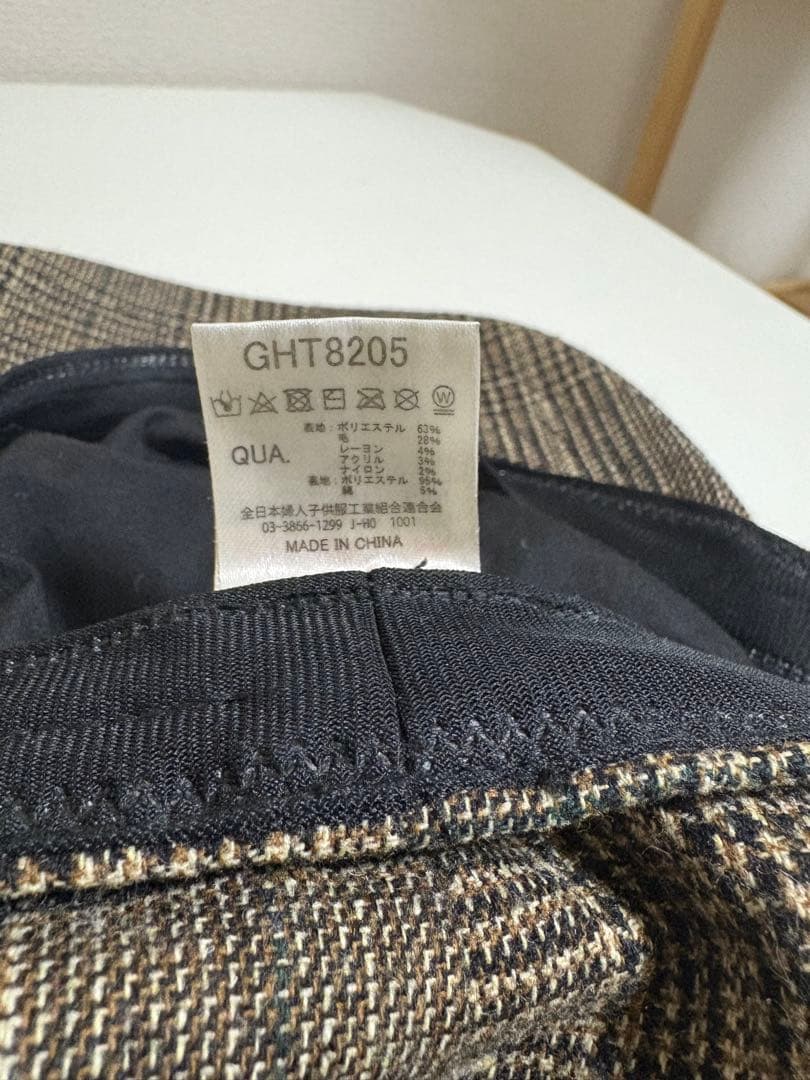 GHT8205
W
QUA.
表地:ポリエステル 63%
毛 28%
レーヨン 4%
アクリル 3%
ナイロン 2%
裏地:ポリエステル 95%
綿 5%
全日本婦人子供服工業組合連合会
03-3866-1299 J-HO 1001
MADE IN CHINA